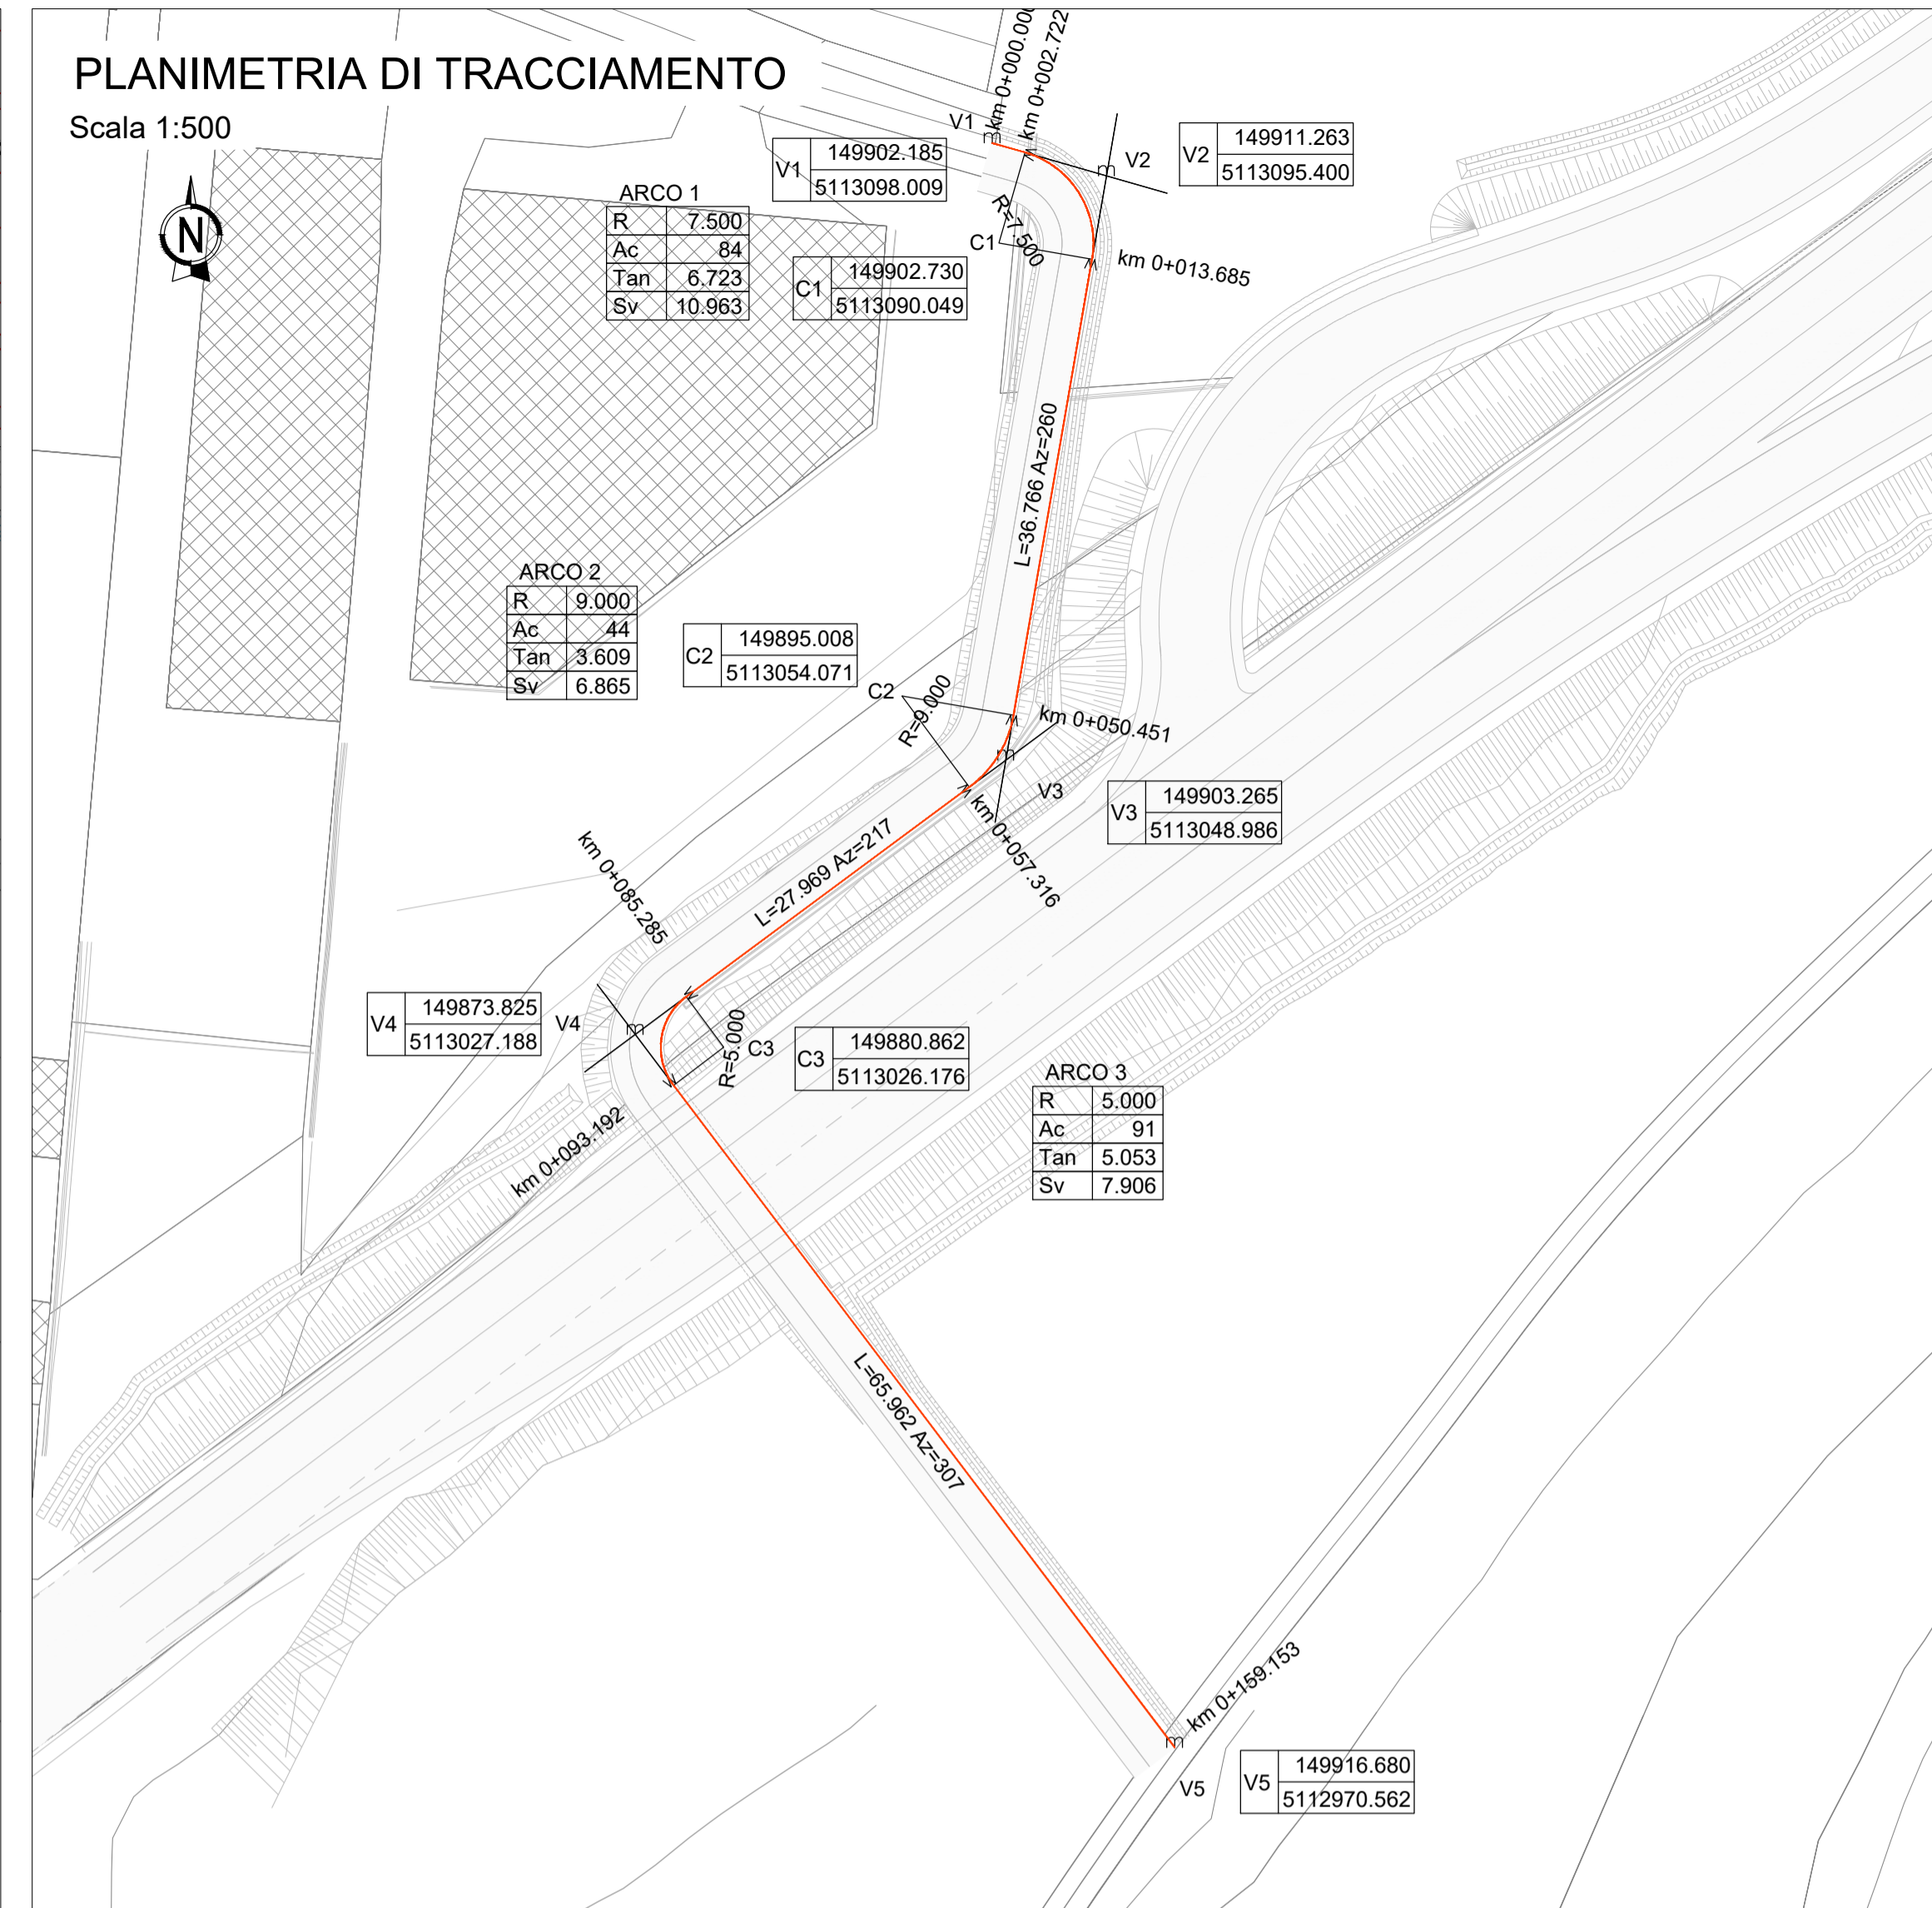 PLANIMETRIA DI TRACCIAMENTO
Scala 1:500
N
km 0+000.000
km 0+002.722
V1
V1 149902.185
5113098.009
V2
V2 149911.263
5113095.400
ARCO 1
R 7.500
Ac 84
Tan 6.723
Sv 10.963
R=7.500
C1
C1 149902.730
5113090.049
km 0+013.685
L=36.766 Az=260
ARCO 2
R 9.000
Ac 44
Tan 3.609
Sv 6.865
C2 149895.008
5113054.071
C2
R=9.000
km 0+050.451
V3
V3 149903.265
5113048.986
km 0+057.316
L=27.969 Az=217
km 0+085.285
V4 149873.825
5113027.188
V4
R=5.000
C3
C3 149880.862
5113026.176
ARCO 3
R 5.000
Ac 91
Tan 5.053
Sv 7.906
km 0+093.192
L=65.962 Az=307
km 0+159.153
V5
V5 149916.680
5112970.562